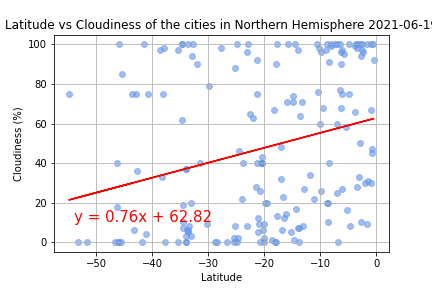 Latitude vs Cloudiness of the cities in Northern Hemisphere 2021-06-19
100
80
60
40
20
0
Cloudiness (%)
y = 0.76x + 62.82
−50 −40 −30 −20 −10 0
Latitude